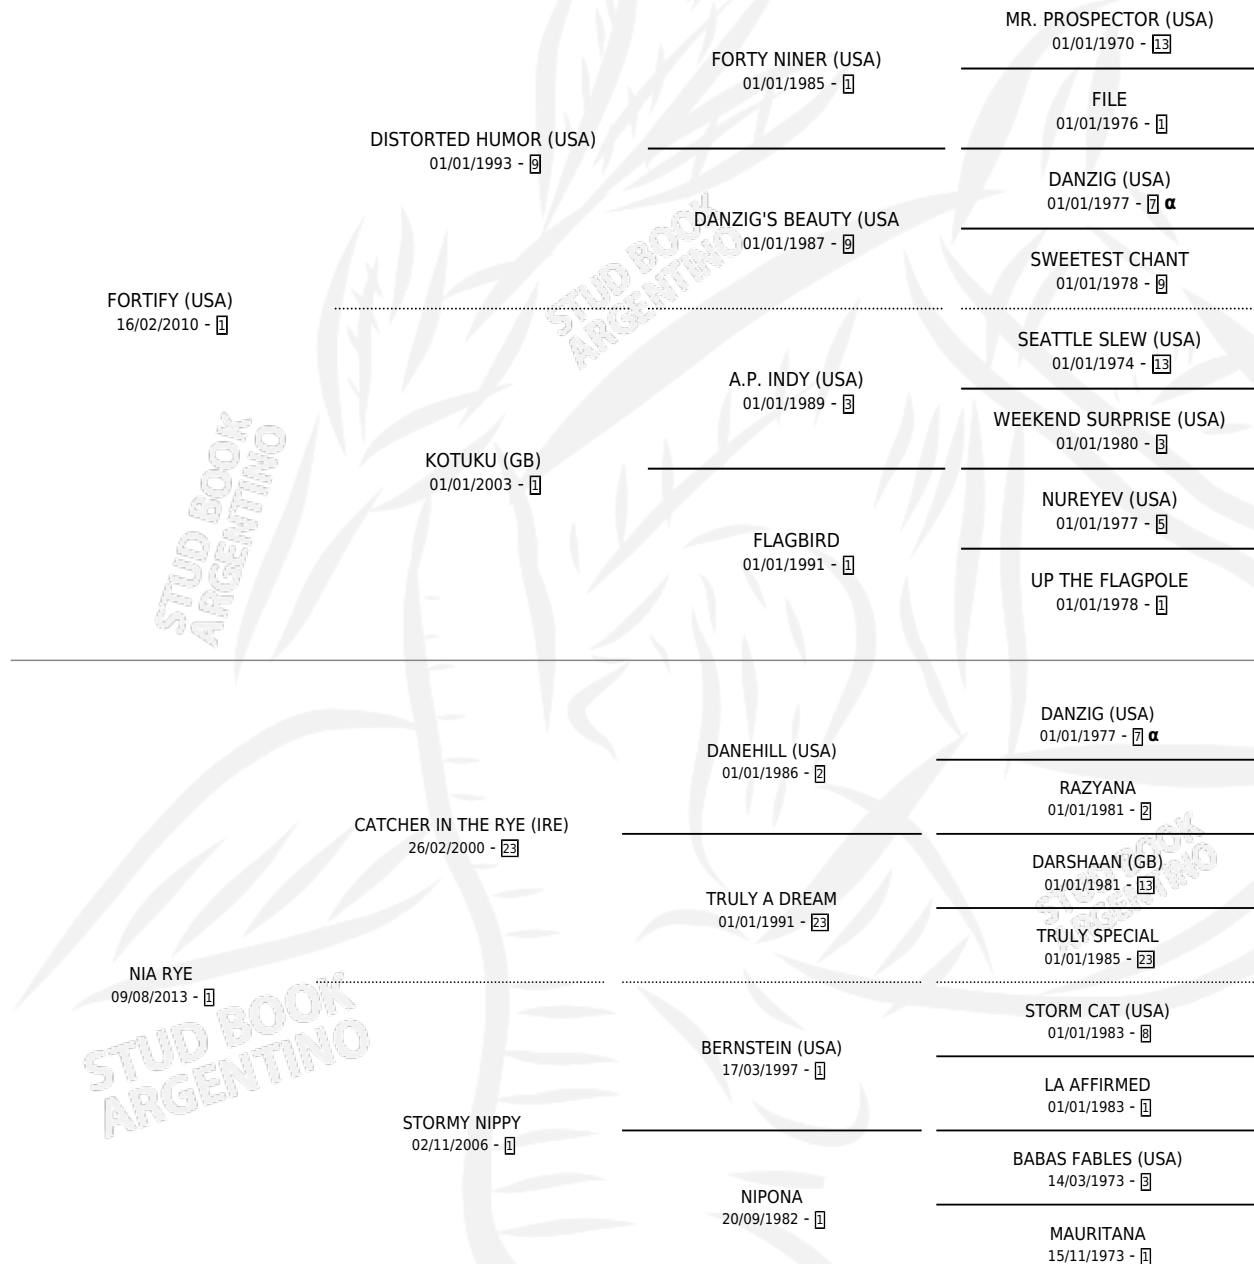 MR. PROSPECTOR (USA)
01/01/1970 - 13
FORTY NINER (USA)
01/01/1985 - 1
FILE
01/01/1976 - 1
DISTORTED HUMOR (USA)
01/01/1993 - 9
DANZIG (USA)
01/01/1977 - 7 α
DANZIG'S BEAUTY (USA
01/01/1987 - 9
SWEETEST CHANT
01/01/1978 - 9
FORTIFY (USA)
16/02/2010 - 1
STUD BOOK
ARGENTINO
SEATTLE SLEW (USA)
01/01/1974 - 13
A.P. INDY (USA)
01/01/1989 - 3
WEEKEND SURPRISE (USA)
01/01/1980 - 3
KOTUKU (GB)
01/01/2003 - 1
NUREYEV (USA)
01/01/1977 - 5
FLAGBIRD
01/01/1991 - 1
UP THE FLAGPOLE
01/01/1978 - 1
STUD BOOK
ARGENTINO
DANZIG (USA)
01/01/1977 - 7 α
DANEHILL (USA)
01/01/1986 - 2
RAZYANA
01/01/1981 - 2
CATCHER IN THE RYE (IRE)
26/02/2000 - 23
DARSHAAN (GB)
01/01/1981 - 13
TRULY A DREAM
01/01/1991 - 23
TRULY SPECIAL
01/01/1985 - 23
STUD BOOK
ARGENTINO
NIA RYE
09/08/2013 - 1
STUD BOOK
ARGENTINO
STORM CAT (USA)
01/01/1983 - 8
BERNSTEIN (USA)
17/03/1997 - 1
LA AFFIRMED
01/01/1983 - 1
STORMY NIPPY
02/11/2006 - 1
BABAS FABLES (USA)
14/03/1973 - 3
NIPONA
20/09/1982 - 1
MAURITANA
15/11/1973 - 1